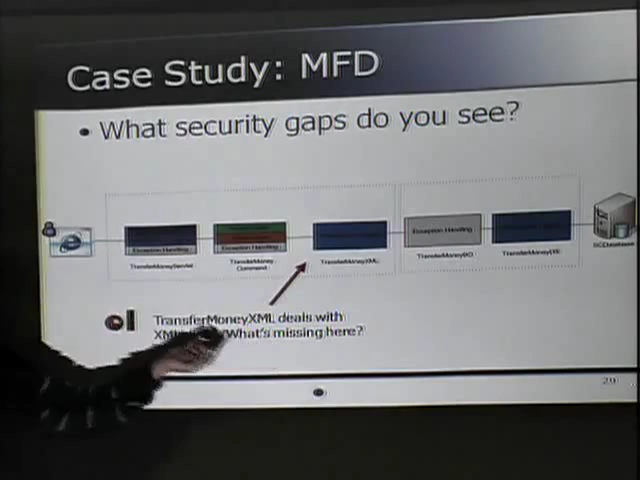 Case Study: MFD
• What security gaps do you see?
Exception Handling
Exception Handling
Exception Handling
TransferMoneyServlet
TransferMoney
Command
TransferMoneyXML
TransferMoneyBO
TransferMoneyDB
TransferMoneyXML deals with
What's missing here?
29